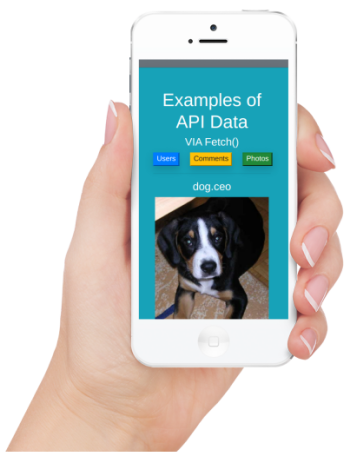 Examples of
API Data
VIA Fetch()
Users Comments Photos
dog.ceo